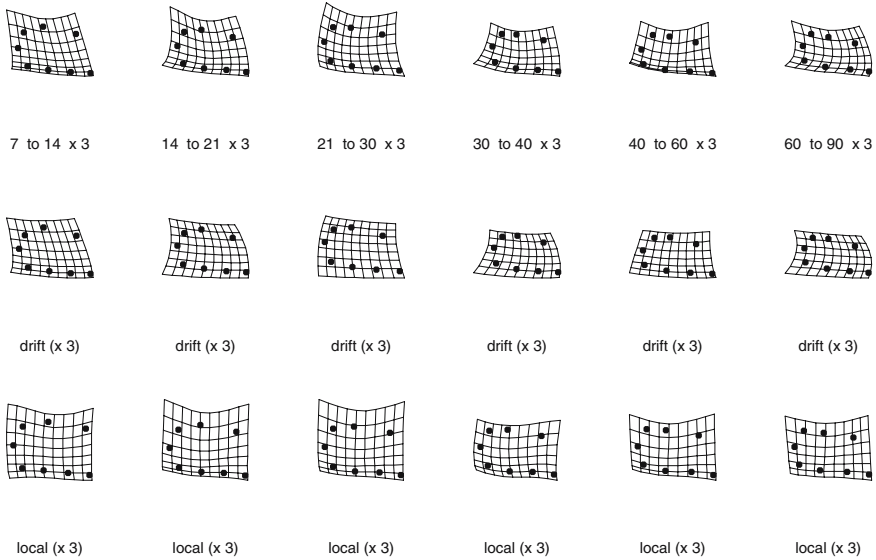 7 to 14 x 3 14 to 21 x 3 21 to 30 x 3 30 to 40 x 3 40 to 60 x 3 60 to 90 x 3
drift (x 3) drift (x 3) drift (x 3) drift (x 3) drift (x 3) drift (x 3)
local (x 3) local (x 3) local (x 3) local (x 3) local (x 3) local (x 3)